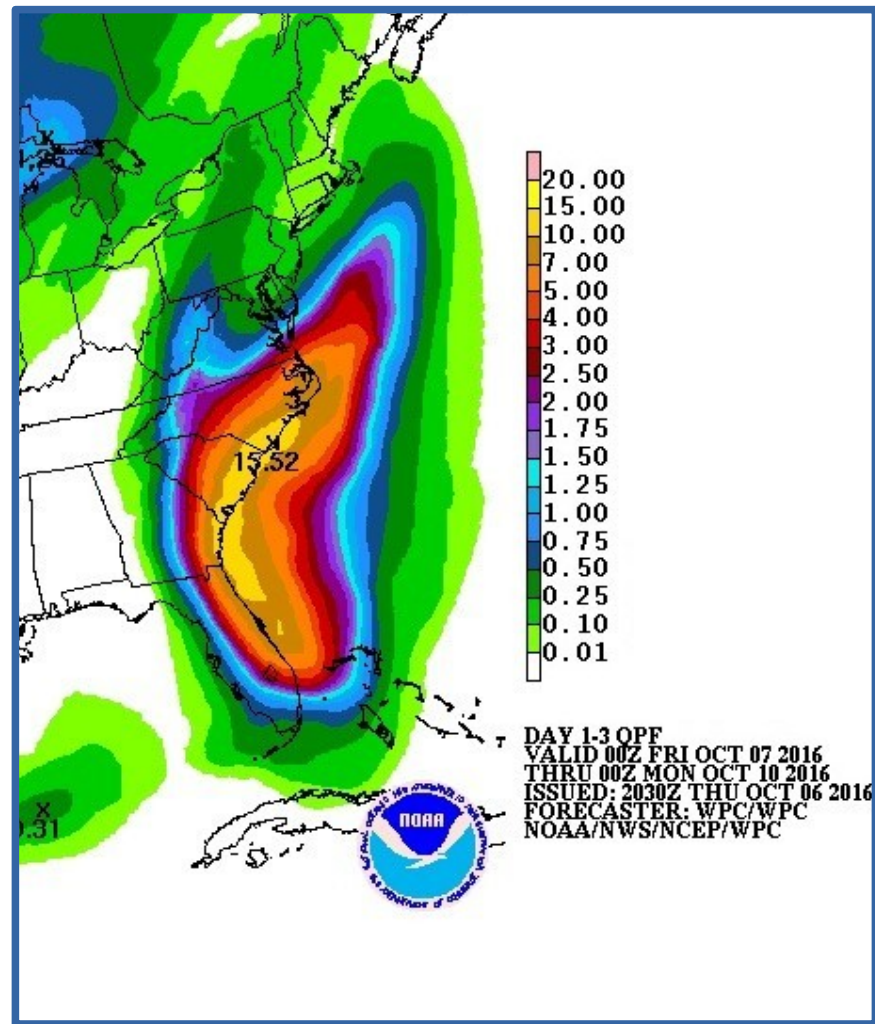 20.00
15.00
10.00
7.00
5.00
4.00
3.00
2.50
2.00
1.75
1.50
1.25
1.00
0.75
0.50
0.25
0.10
0.01
15.52
DAY 1-3 QPF
VALID 00Z FRI OCT 07 2016
THRU 00Z MON OCT 10 2016
ISSUED: 2030Z THU OCT 06 2016
FORECASTER: WPC/WPC
NOAA/NWS/NCEP/WPC
.31
NOAA